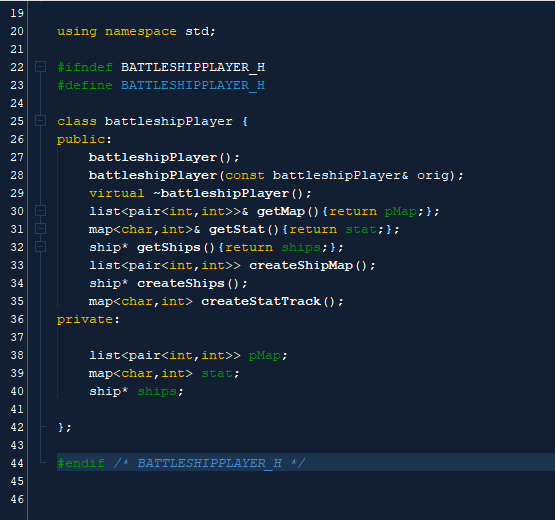 19
20 using namespace std;
21
22 #ifndef BATTLESHIPPLAYER_H
23 #define BATTLESHIPPLAYER_H
24
25 class battleshipPlayer {
26 public:
27 battleshipPlayer();
28 battleshipPlayer(const battleshipPlayer& orig);
29 virtual ~battleshipPlayer();
30 list<pair<int,int>>& getMap(){return pMap;};
31 map<char,int>& getStat(){return stat;};
32 ship* getShips(){return ships;};
33 list<pair<int,int>> createShipMap();
34 ship* createShips();
35 map<char,int> createStatTrack();
36 private:
37
38 list<pair<int,int>> pMap;
39 map<char,int> stat;
40 ship* ships;
41
42 };
43
44 #endif /* BATTLESHIPPLAYER_H */
45
46